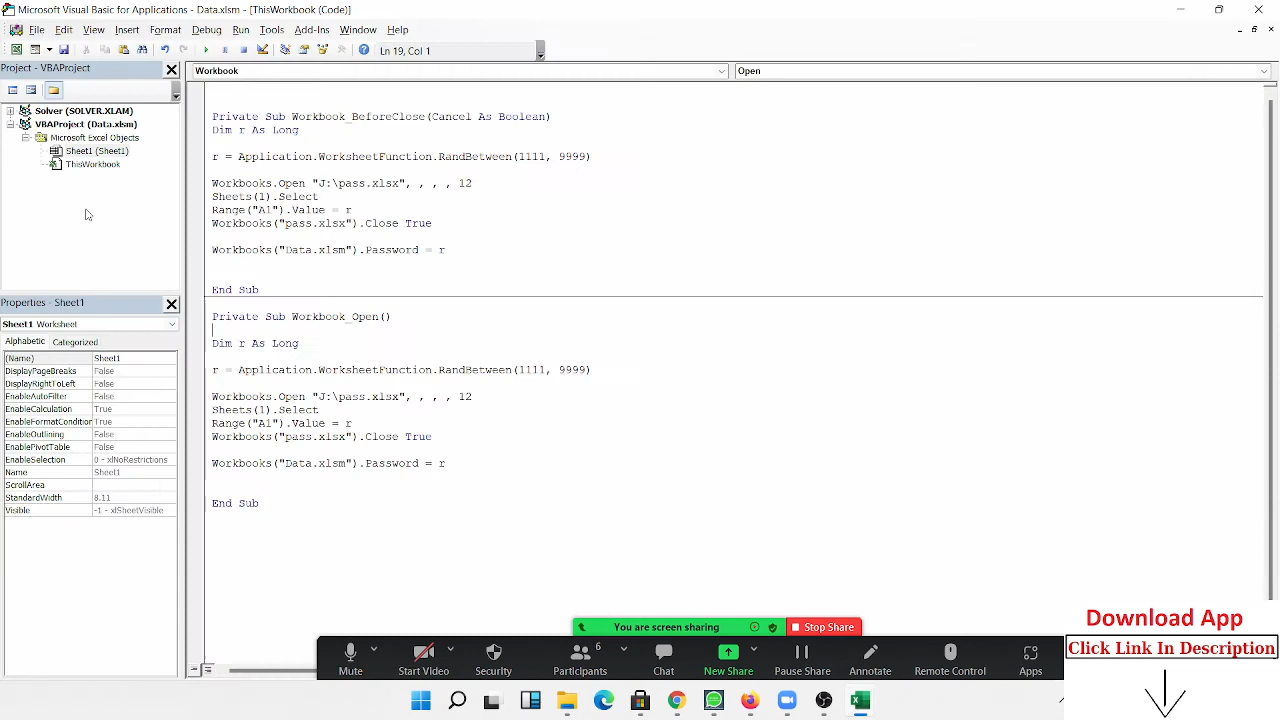 Microsoft Visual Basic for Applications - Data.xlsm - [ThisWorkbook (Code)]
File Edit View Insert Format Debug Run Tools Add-Ins Window Help
Ln 19, Col 1
Project - VBAProject
Workbook
Open
Solver (SOLVER.XLAM)
VBAProject (Data.xlsm)
Microsoft Excel Objects
Sheet1 (Sheet1)
ThisWorkbook
Private Sub Workbook_BeforeClose(Cancel As Boolean)
Dim r As Long
r = Application.WorksheetFunction.RandBetween(1111, 9999)
Workbooks.Open "J:\pass.xlsx", , , , 12
Sheets(1).Select
Range("A1").Value = r
Workbooks("pass.xlsx").Close True
Workbooks("Data.xlsm").Password = r
End Sub
Private Sub Workbook_Open()
Dim r As Long
r = Application.WorksheetFunction.RandBetween(1111, 9999)
Workbooks.Open "J:\pass.xlsx", , , , 12
Sheets(1).Select
Range("A1").Value = r
Workbooks("pass.xlsx").Close True
Workbooks("Data.xlsm").Password = r
End Sub
Properties - Sheet1
Sheet1 Worksheet
Alphabetic Categorized
(Name) Sheet1
DisplayPageBreaks False
DisplayRightToLeft False
EnableAutoFilter False
EnableCalculation True
EnableFormatCondition True
EnableOutlining False
EnablePivotTable False
EnableSelection 0 - xlNoRestrictions
Name Sheet1
ScrollArea
StandardWidth 8.11
Visible -1 - xlSheetVisible
You are screen sharing
Stop Share
6
Mute
Start Video
Security
Participants
Chat
New Share
Pause Share
Annotate
Remote Control
Apps
Download App
Click Link In Description